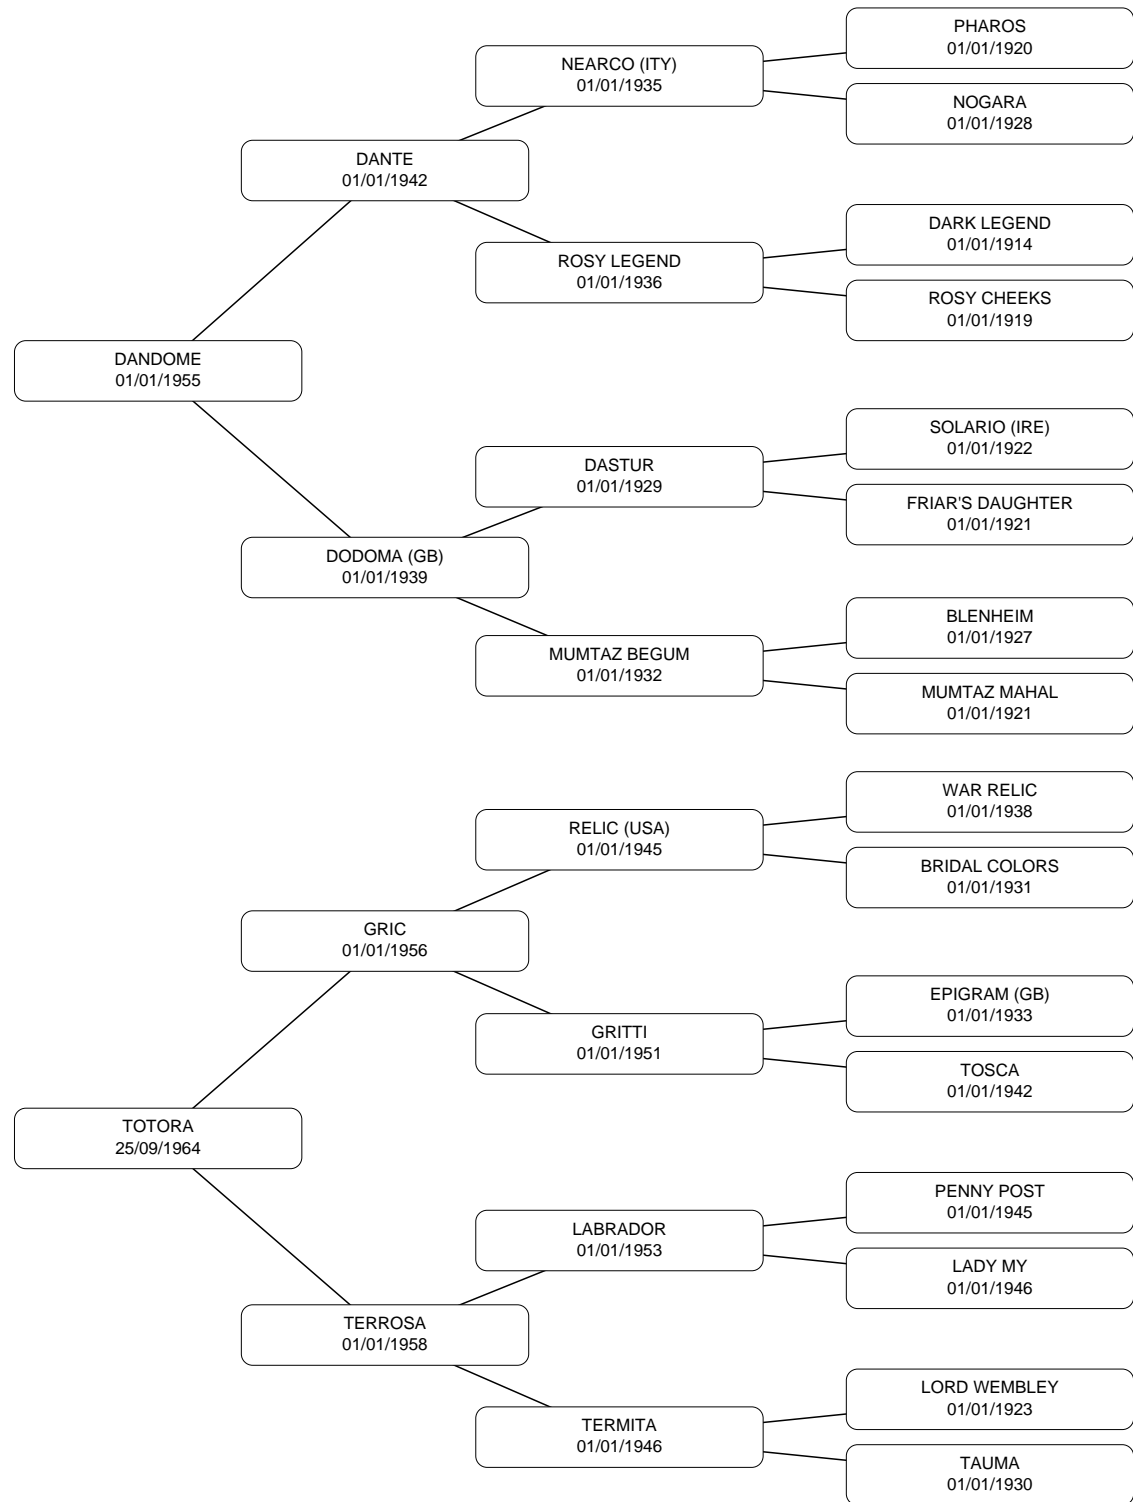 PHAROS
01/01/1920
NEARCO (ITY)
01/01/1935
NOGARA
01/01/1928
DANTE
01/01/1942
DARK LEGEND
01/01/1914
ROSY LEGEND
01/01/1936
ROSY CHEEKS
01/01/1919
DANDOME
01/01/1955
SOLARIO (IRE)
01/01/1922
DASTUR
01/01/1929
FRIAR'S DAUGHTER
01/01/1921
DODOMA (GB)
01/01/1939
BLENHEIM
01/01/1927
MUMTAZ BEGUM
01/01/1932
MUMTAZ MAHAL
01/01/1921
WAR RELIC
01/01/1938
RELIC (USA)
01/01/1945
BRIDAL COLORS
01/01/1931
GRIC
01/01/1956
EPIGRAM (GB)
01/01/1933
GRITTI
01/01/1951
TOSCA
01/01/1942
TOTORA
25/09/1964
PENNY POST
01/01/1945
LABRADOR
01/01/1953
LADY MY
01/01/1946
TERROSA
01/01/1958
LORD WEMBLEY
01/01/1923
TERMITA
01/01/1946
TAUMA
01/01/1930